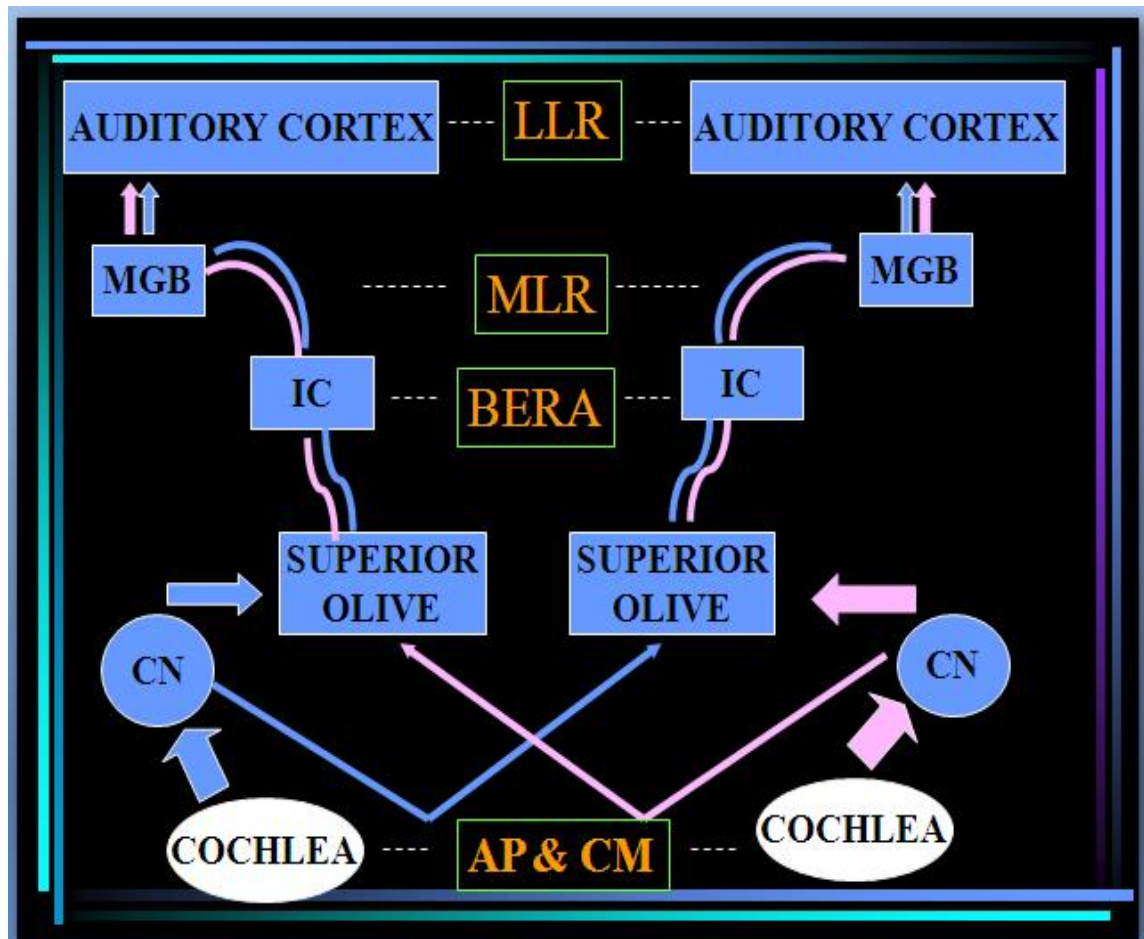 AUDITORY CORTEX
LLR
AUDITORY CORTEX
MGB
MLR
MGB
IC
BERA
IC
SUPERIOR
OLIVE
SUPERIOR
OLIVE
CN
CN
COCHLEA
AP & CM
COCHLEA